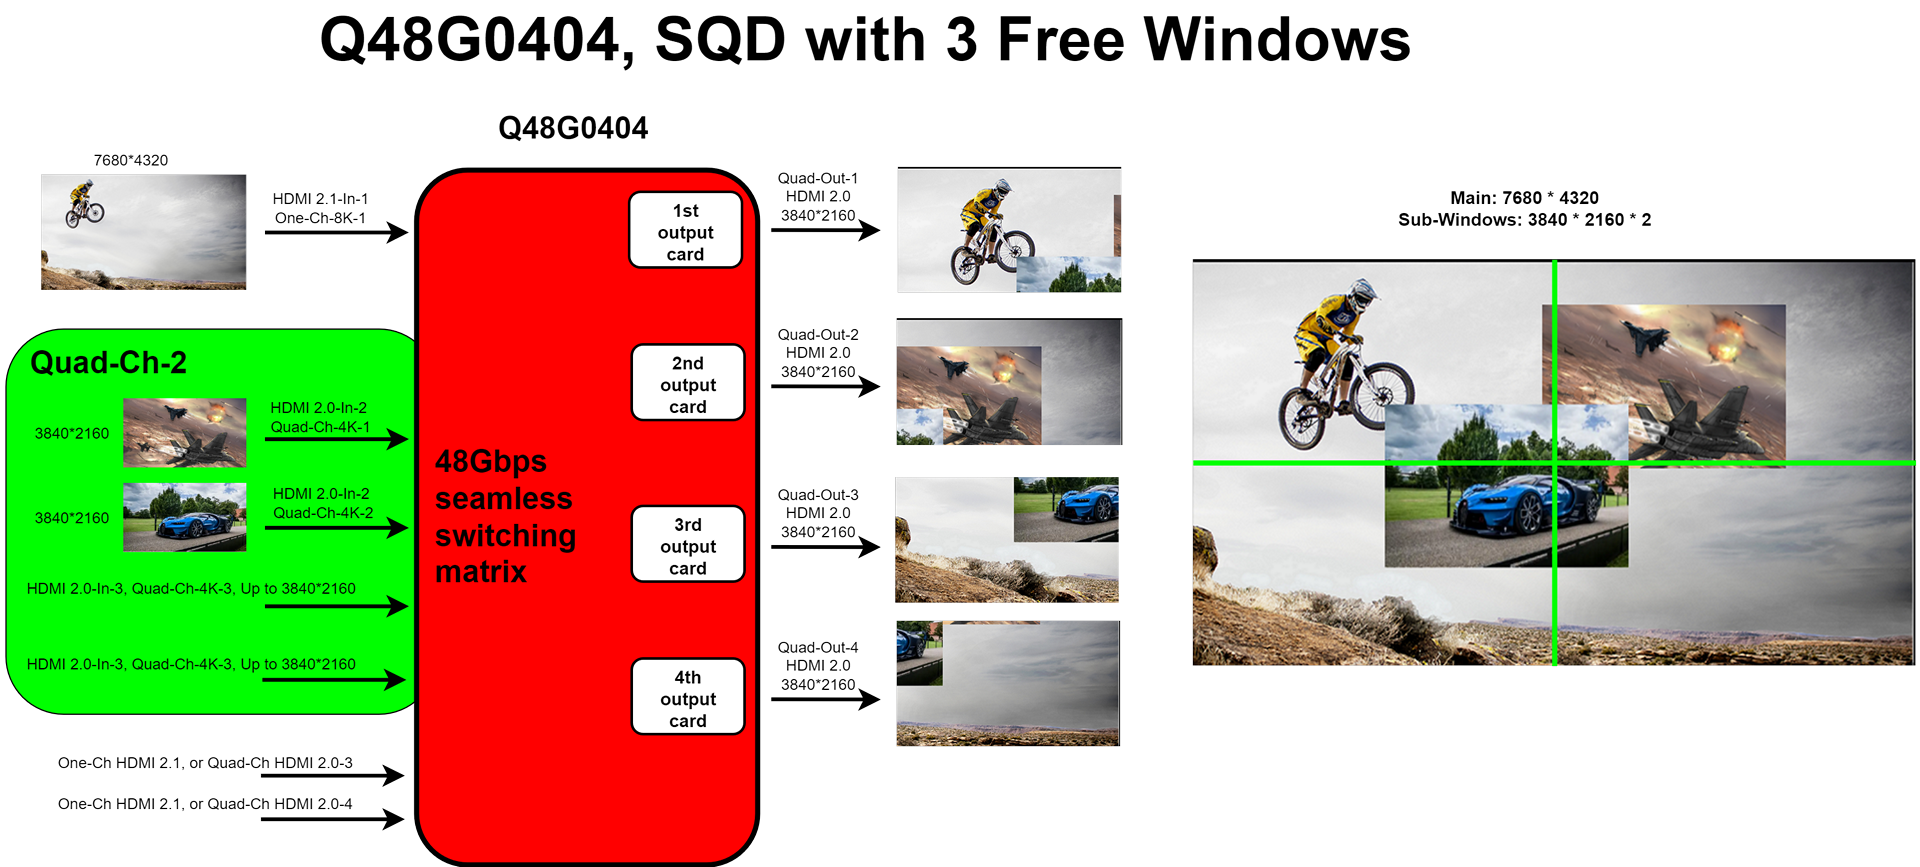 Q48G0404, SQD with 3 Free Windows
Q48G0404
7680*4320
HDMI 2.1-In-1
One-Ch-8K-1
Quad-Ch-2
3840*2160
HDMI 2.0-In-2
Quad-Ch-4K-1
3840*2160
HDMI 2.0-In-2
Quad-Ch-4K-2
HDMI 2.0-In-3, Quad-Ch-4K-3, Up to 3840*2160
HDMI 2.0-In-3, Quad-Ch-4K-3, Up to 3840*2160
One-Ch HDMI 2.1, or Quad-Ch HDMI 2.0-3
One-Ch HDMI 2.1, or Quad-Ch HDMI 2.0-4
48Gbps
seamless
switching
matrix
1st
output
card
2nd
output
card
3rd
output
card
4th
output
card
Quad-Out-1
HDMI 2.0
3840*2160
Quad-Out-2
HDMI 2.0
3840*2160
Quad-Out-3
HDMI 2.0
3840*2160
Quad-Out-4
HDMI 2.0
3840*2160
Main: 7680 * 4320
Sub-Windows: 3840 * 2160 * 2